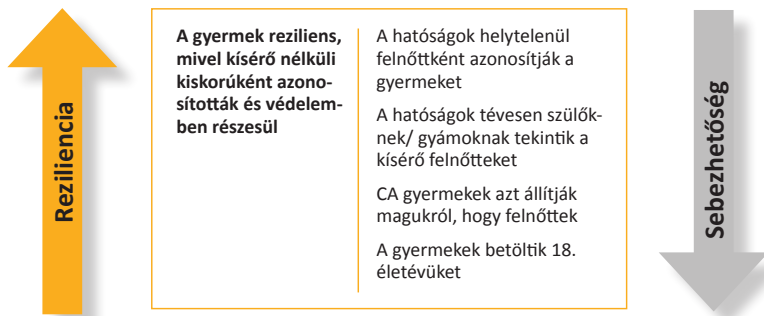 Reziliencia
A gyermek reziliens,
mivel kísérő nélküli
kiskorúként azono-
sították és védelem-
ben részesül
A hatóságok helytelenül
felnőttként azonosítják a
gyermeket
A hatóságok tévesen szülők-
nek/ gyámoknak tekintik a
kísérő felnőtteket
CA gyermekek azt állítják
magukról, hogy felnőttek
A gyermekek betöltik 18.
életévüket
Sebezhetőség